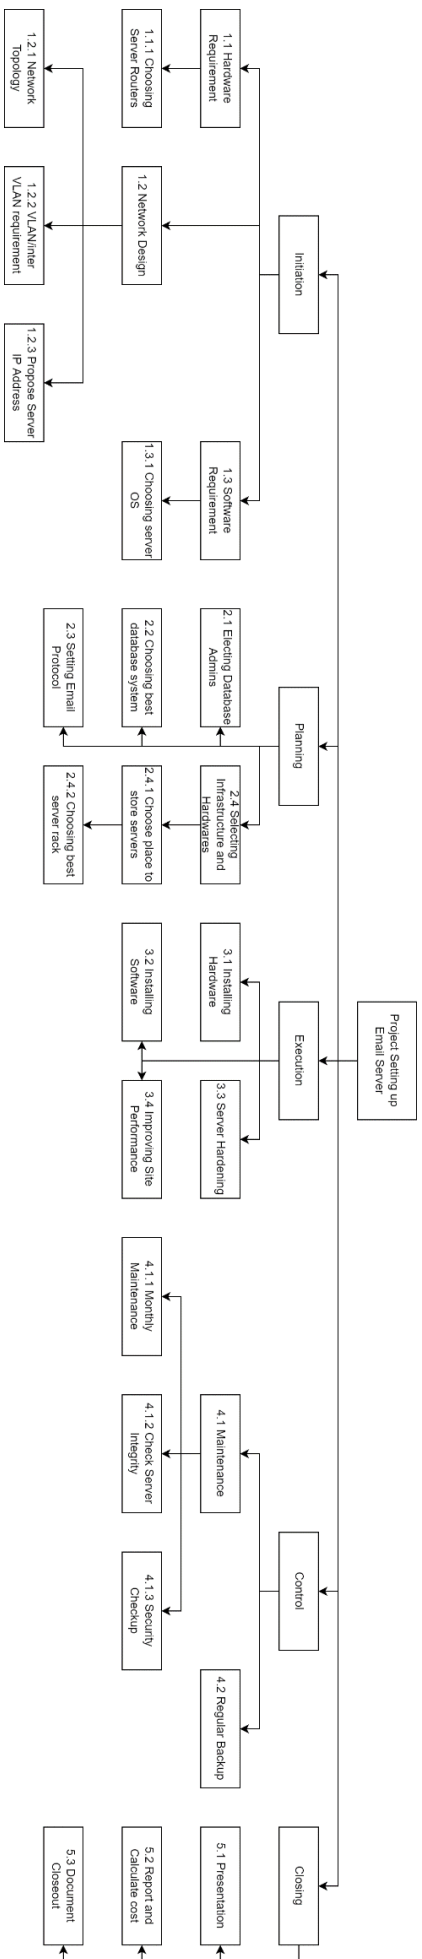 Project Setting up
Email Server
Initiation
Planning
Execution
Control
Closing
1.1 Hardware
Requirement
1.1.1 Choosing
Server Routers
1.2 Network Design
1.2.1 Network
Topology
1.2.2 VLAN/inter
VLAN requirement
1.2.3 Propose Server
IP Address
1.3 Software
Requirement
1.3.1 Choosing server
OS
2.1 Electing Database
Admins
2.2 Choosing best
database system
2.3 Setting Email
Protocol
2.4 Selecting
Infrastructure and
Hardwares
2.4.1 Choose place to
store servers
2.4.2 Choosing best
server rack
3.1 Installing
Hardware
3.2 Installing
Software
3.3 Server Hardening
3.4 Improving Site
Performance
4.1 Maintenance
4.1.1 Monthly
Maintenance
4.1.2 Check Server
Integrity
4.1.3 Security
Checkup
4.2 Regular Backup
5.1 Presentation
5.2 Report and
Calculate cost
5.3 Document
Closeout